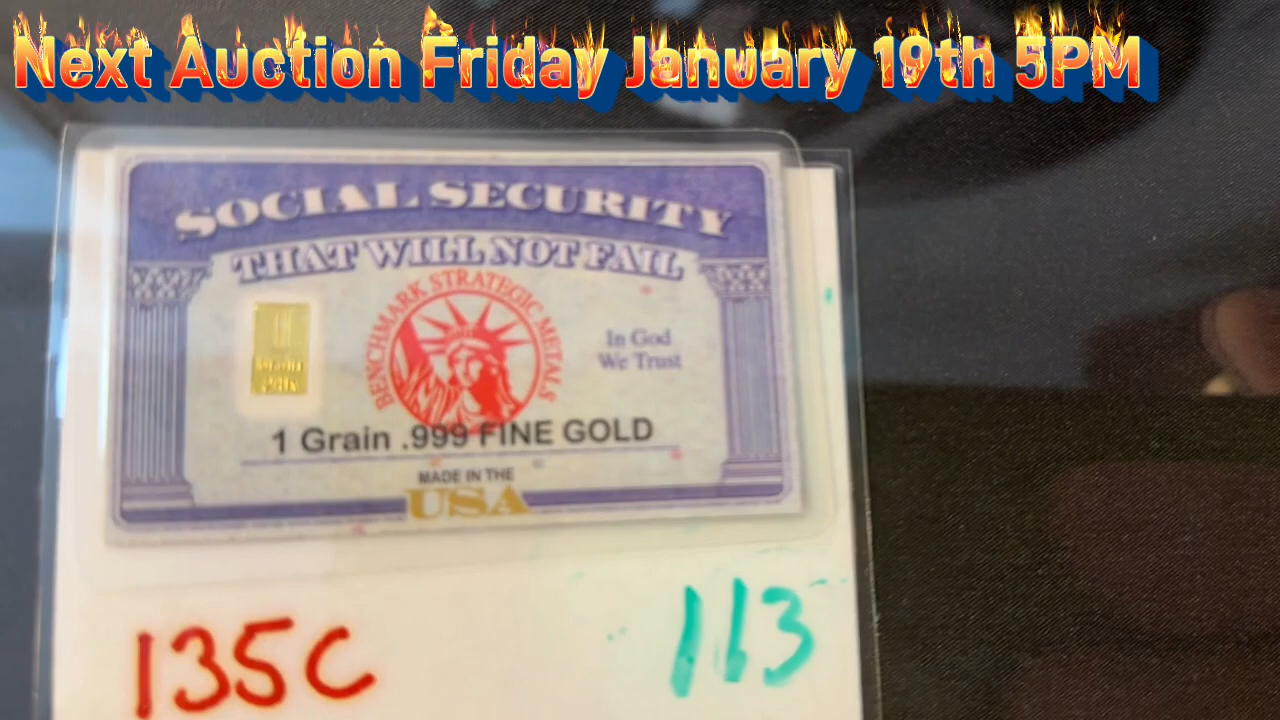 Next Auction Friday January 19th 5PM
SOCIAL SECURITY
THAT WILL NOT FAIL
BENCHMARK STRATEGIC METALS
In God
We Trust
1 Grain .999 FINE GOLD
MADE IN THE
USA
135C
113